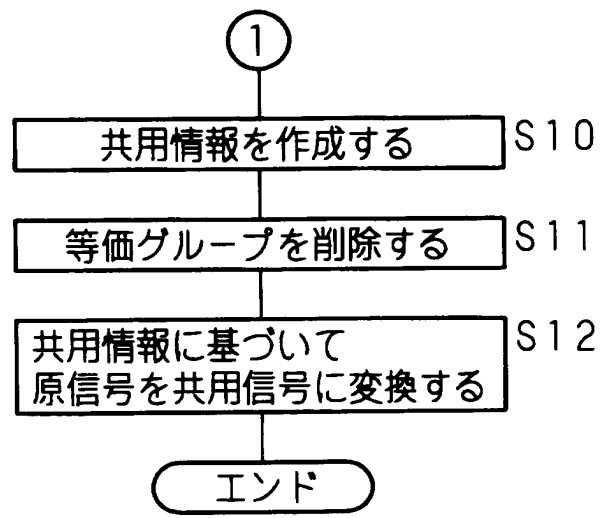 1
共用情報を作成する S10
等価グループを削除する S11
共用情報に基づいて S12
原信号を共用信号に変換する
エンド